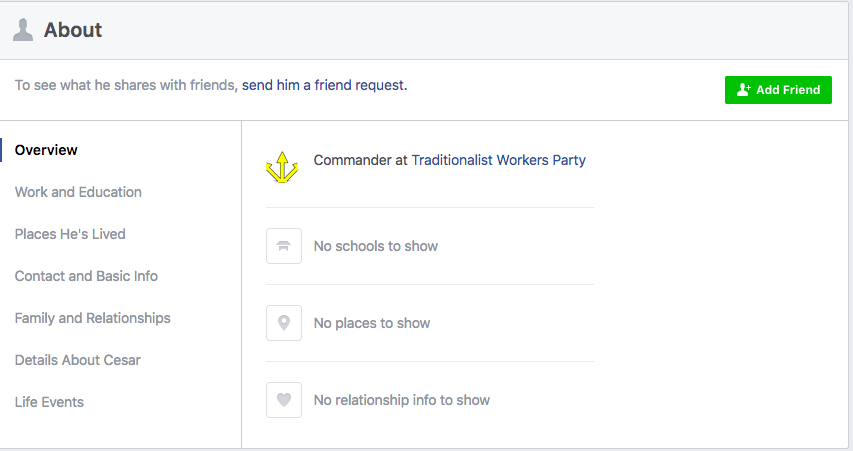 About
To see what he shares with friends, send him a friend request.
Add Friend
Overview
Work and Education
Places He's Lived
Contact and Basic Info
Family and Relationships
Details About Cesar
Life Events
Commander at Traditionalist Workers Party
No schools to show
No places to show
No relationship info to show